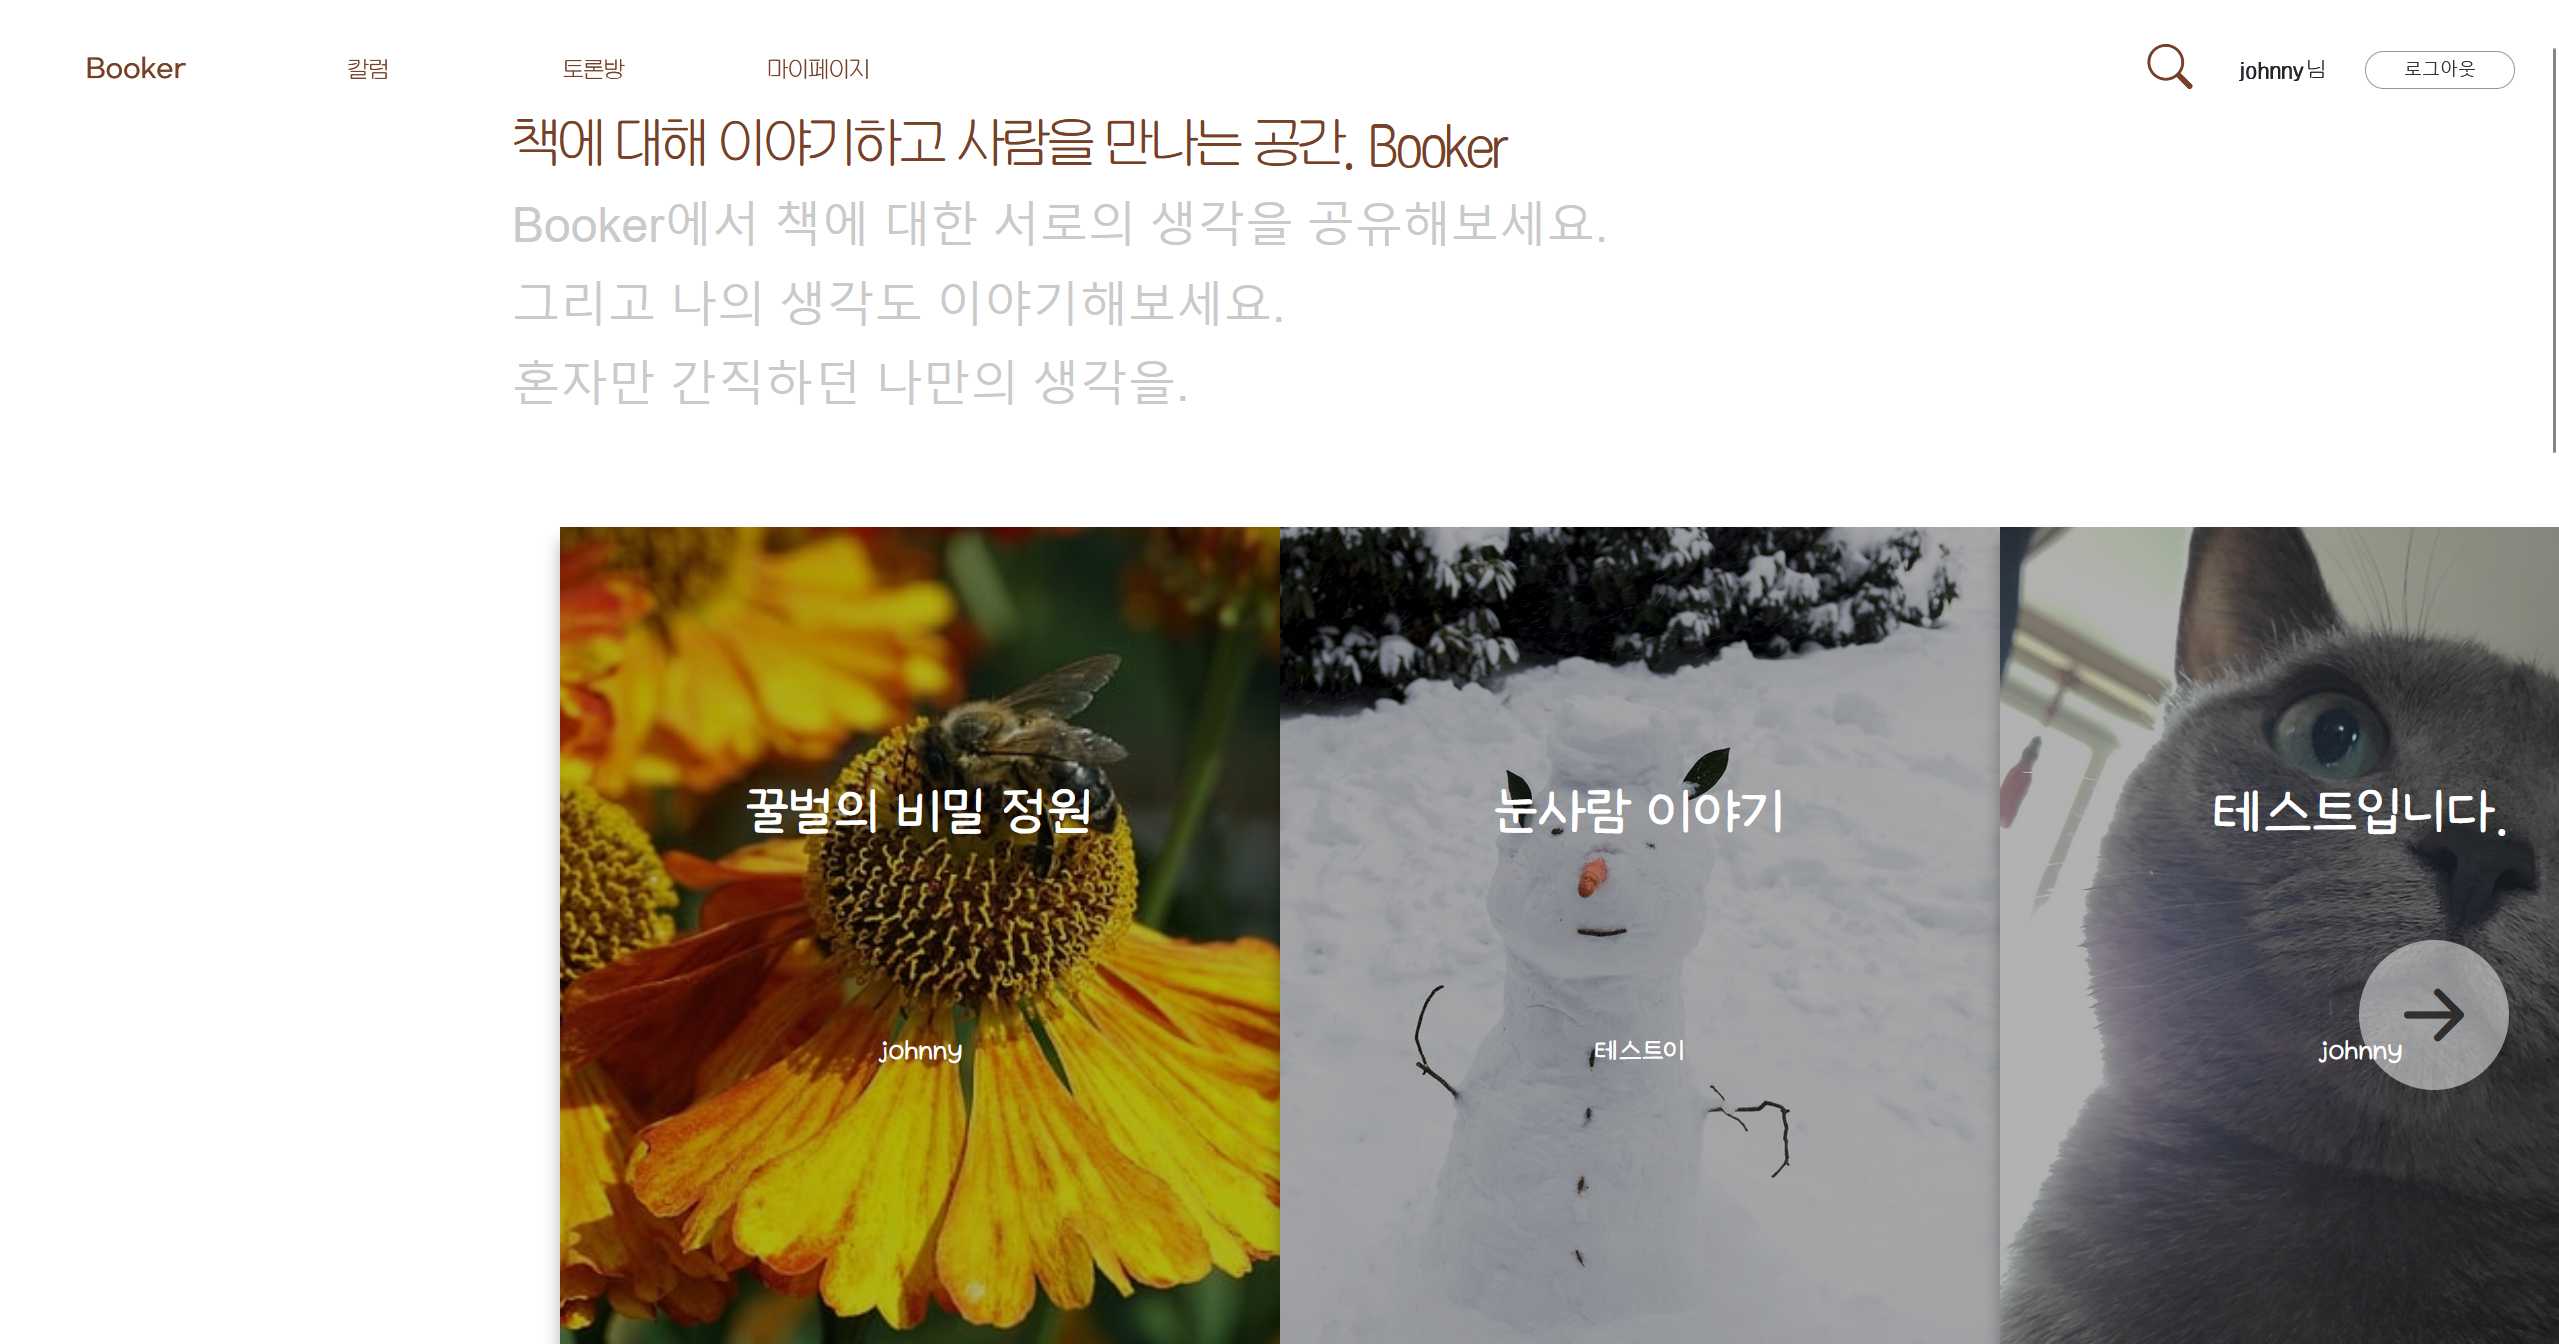 Booker 칼럼 토론방 마이페이지 johnny님 로그아웃
책에 대해 이야기하고 사람을 만나는 공간. Booker
Booker에서 책에 대한 서로의 생각을 공유해보세요.
그리고 나의 생각도 이야기해보세요.
혼자만 간직하던 나만의 생각을.
꿀벌의 비밀 정원
johnny
눈사람 이야기
테스트이
테스트입니다.
johnny